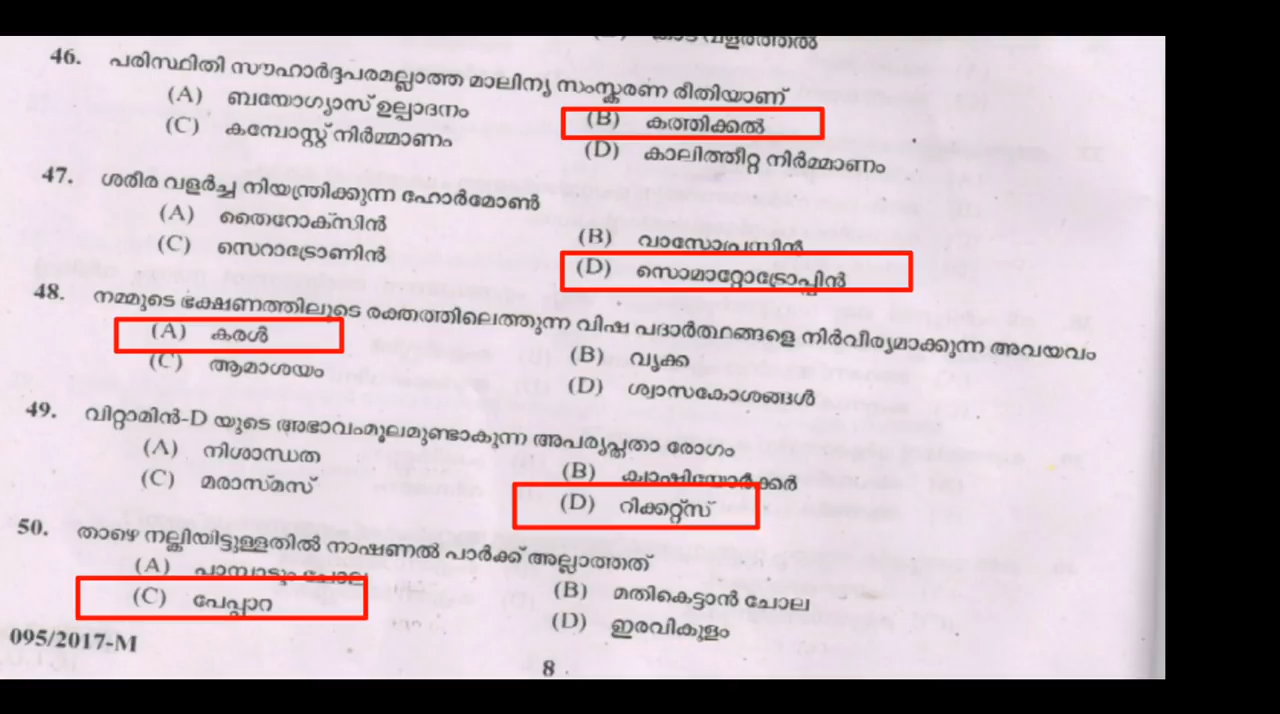 വളർത്തൽ
46. പരിസ്ഥിതി സൗഹാർദ്ദപരമല്ലാത്ത മാലിന്യ സംസ്കരണ രീതിയാണ്
(A) ബയോഗ്യാസ് ഉല്പാദനം (B) കത്തിക്കൽ
(C) കമ്പോസ്റ്റ് നിർമ്മാണം (D) കാലിത്തീറ്റ നിർമ്മാണം
47. ശരീര വളർച്ച നിയന്ത്രിക്കുന്ന ഹോർമോൺ
(A) തൈറോക്സിൻ (B) വാസോപ്രസ്സിൻ
(C) സെറാട്രോണിൻ (D) സൊമാറ്റോട്രോപ്പിൻ
48. നമ്മുടെ ഭക്ഷണത്തിലൂടെ രക്തത്തിലെത്തുന്ന വിഷ പദാർത്ഥങ്ങളെ നിർവീര്യമാക്കുന്ന അവയവം
(A) കരൾ (B) വൃക്ക
(C) ആമാശയം (D) ശ്വാസകോശങ്ങൾ
49. വിറ്റാമിൻ-D യുടെ അഭാവംമൂലമുണ്ടാകുന്ന അപര്യപ്തതാ രോഗം
(A) നിശാന്ധത (B) ക്വാഷിയോർക്കർ
(C) മരാസ്മസ് (D) റിക്കറ്റ്സ്
50. താഴെ നല്കിയിട്ടുള്ളതിൽ നാഷണൽ പാർക്ക് അല്ലാത്തത്
(A) പാമ്പാടും ചോല (B) മതികെട്ടാൻ ചോല
(C) പേപ്പാറ (D) ഇരവികുളം
095/2017-M
8